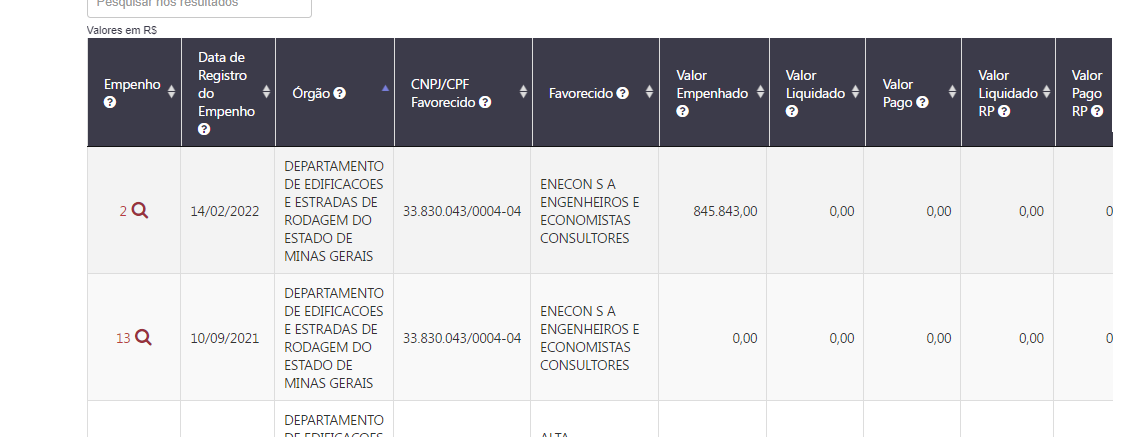 Pesquisar nos resultados
Valores em R$
Empenho
Data de
Registro
do
Empenho
Órgão
CNPJ/CPF
Favorecido
Favorecido
Valor
Empenhado
Valor
Liquidado
Valor
Pago
Valor
Liquidado
RP
Valor
Pago
RP
2
14/02/2022
DEPARTAMENTO
DE EDIFICACOES
E ESTRADAS DE
RODAGEM DO
ESTADO DE
MINAS GERAIS
33.830.043/0004-04
ENECON S A
ENGENHEIROS E
ECONOMISTAS
CONSULTORES
845.843,00
0,00
0,00
0,00
0
13
10/09/2021
DEPARTAMENTO
DE EDIFICACOES
E ESTRADAS DE
RODAGEM DO
ESTADO DE
MINAS GERAIS
33.830.043/0004-04
ENECON S A
ENGENHEIROS E
ECONOMISTAS
CONSULTORES
0,00
0,00
0,00
0,00
0
DEPARTAMENTO
DE EDIFICACOES
ALTA